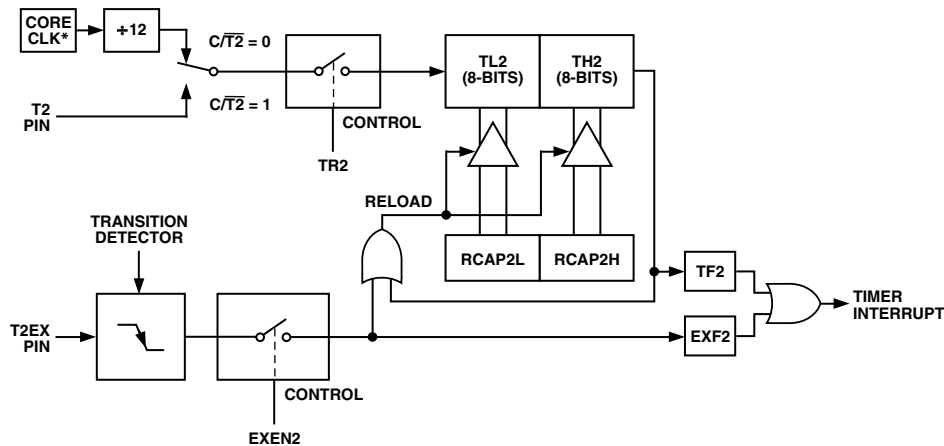 CORE
CLK*
÷12
C/T2̅ = 0
C/T2̅ = 1
T2
PIN
CONTROL
TR2
TL2
(8-BITS)
TH2
(8-BITS)
RELOAD
TRANSITION
DETECTOR
RCAP2L
RCAP2H
TF2
TIMER
INTERRUPT
T2EX
PIN
EXF2
CONTROL
EXEN2